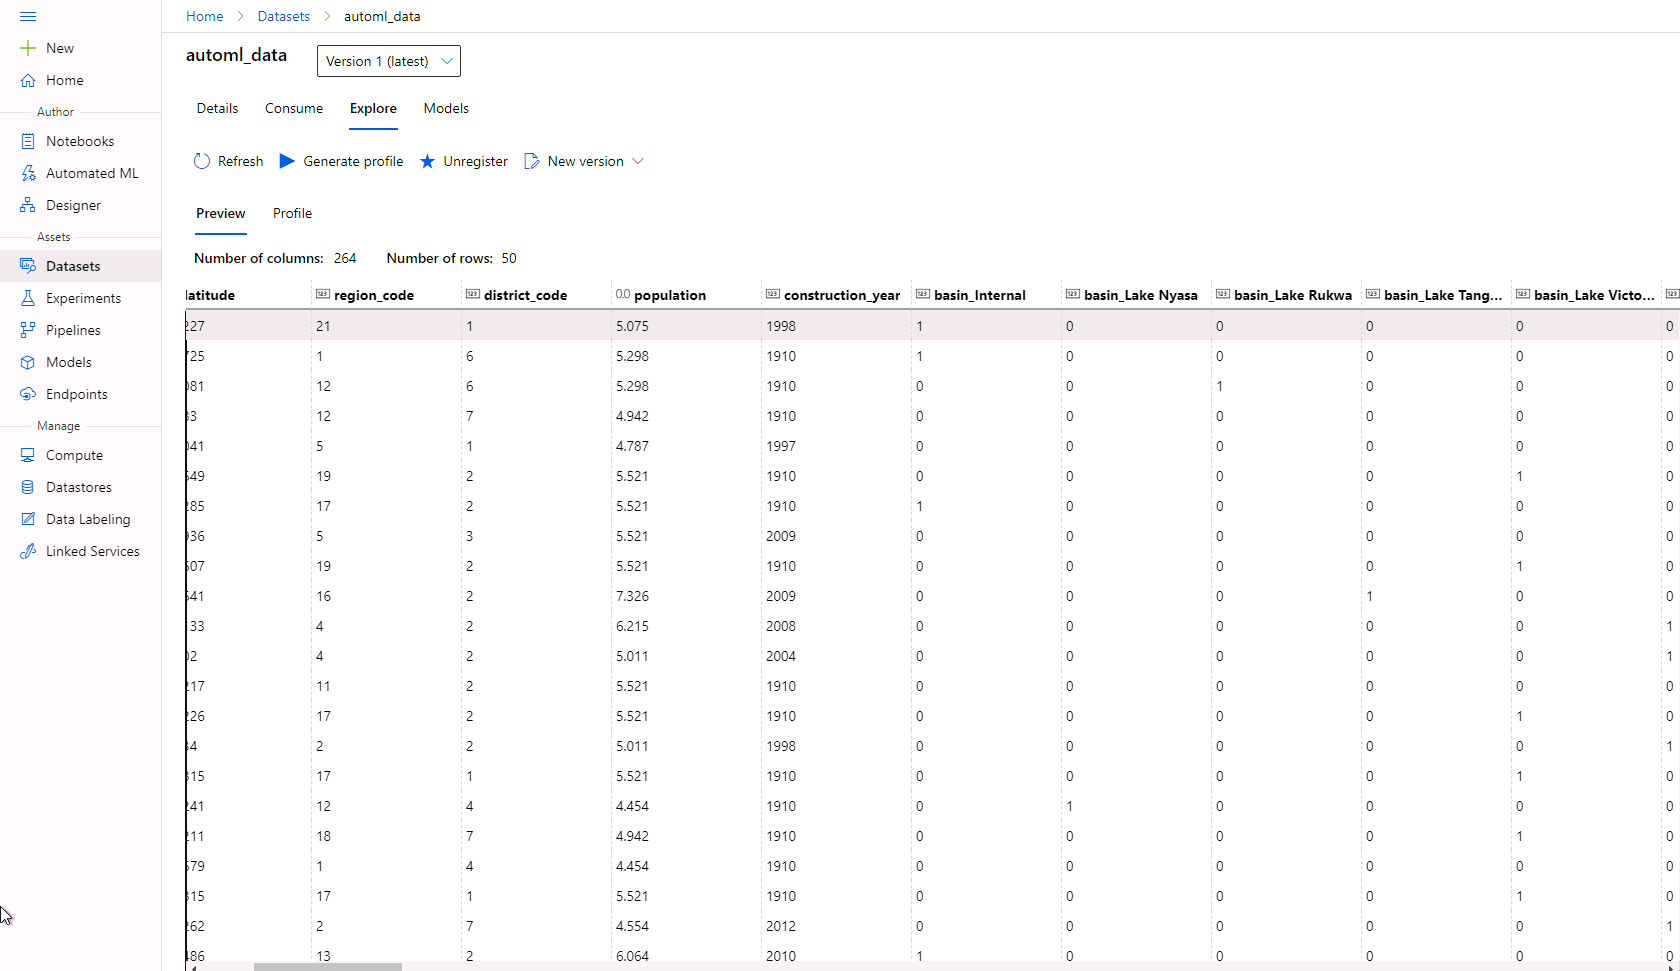 Home > Datasets > automl_data
New
Home
Author
Notebooks
Automated ML
Designer
Assets
Datasets
Experiments
Pipelines
Models
Endpoints
Manage
Compute
Datastores
Data Labeling
Linked Services
automl_data Version 1 (latest)
Details Consume Explore Models
Refresh Generate profile Unregister New version
Preview Profile
Number of columns: 264 Number of rows: 50
latitude 123 region_code 123 district_code 0.0 population 123 construction_year 123 basin_Internal 123 basin_Lake Nyasa 123 basin_Lake Rukwa 123 basin_Lake Tang... 123 basin_Lake Victo... 123
227 21 1 5.075 1998 1 0 0 0 0 0
725 1 6 5.298 1910 1 0 0 0 0 0
081 12 6 5.298 1910 0 0 1 0 0 0
33 12 7 4.942 1910 0 0 0 0 0 0
041 5 1 4.787 1997 0 0 0 0 0 0
549 19 2 5.521 1910 0 0 0 0 1 0
285 17 2 5.521 1910 1 0 0 0 0 0
936 5 3 5.521 2009 0 0 0 0 0 0
507 19 2 5.521 1910 0 0 0 0 1 0
541 16 2 7.326 2009 0 0 0 1 0 0
133 4 2 6.215 2008 0 0 0 0 0 1
02 4 2 5.011 2004 0 0 0 0 0 1
217 11 2 5.521 1910 0 0 0 0 0 0
226 17 2 5.521 1910 0 0 0 0 1 0
34 2 2 5.011 1998 0 0 0 0 0 1
315 17 1 5.521 1910 0 0 0 0 1 0
241 12 4 4.454 1910 0 1 0 0 0 0
211 18 7 4.942 1910 0 0 0 0 1 0
579 1 4 4.454 1910 0 0 0 0 0 0
315 17 1 5.521 1910 0 0 0 0 1 0
262 2 7 4.554 2012 0 0 0 0 0 1
486 13 2 6.064 2010 1 0 0 0 0 0